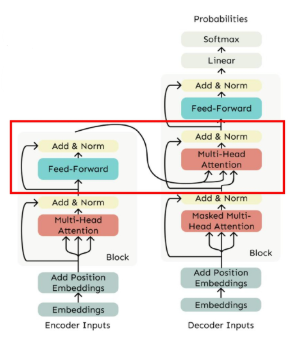 Probabilities
Softmax
Linear
Add & Norm
Feed-Forward
Add & Norm
Multi-Head
Attention
Add & Norm
Masked Multi-
Head Attention
Block
Add Position
Embeddings
Embeddings
Decoder Inputs
Add & Norm
Feed-Forward
Add & Norm
Multi-Head
Attention
Block
Add Position
Embeddings
Embeddings
Encoder Inputs